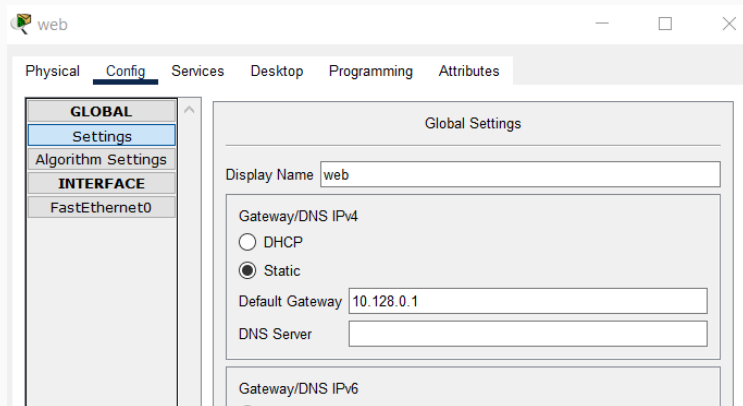 web
Physical Config Services Desktop Programming Attributes
GLOBAL
Settings
Algorithm Settings
INTERFACE
FastEthernet0
Global Settings
Display Name web
Gateway/DNS IPv4
DHCP
Static
Default Gateway 10.128.0.1
DNS Server
Gateway/DNS IPv6